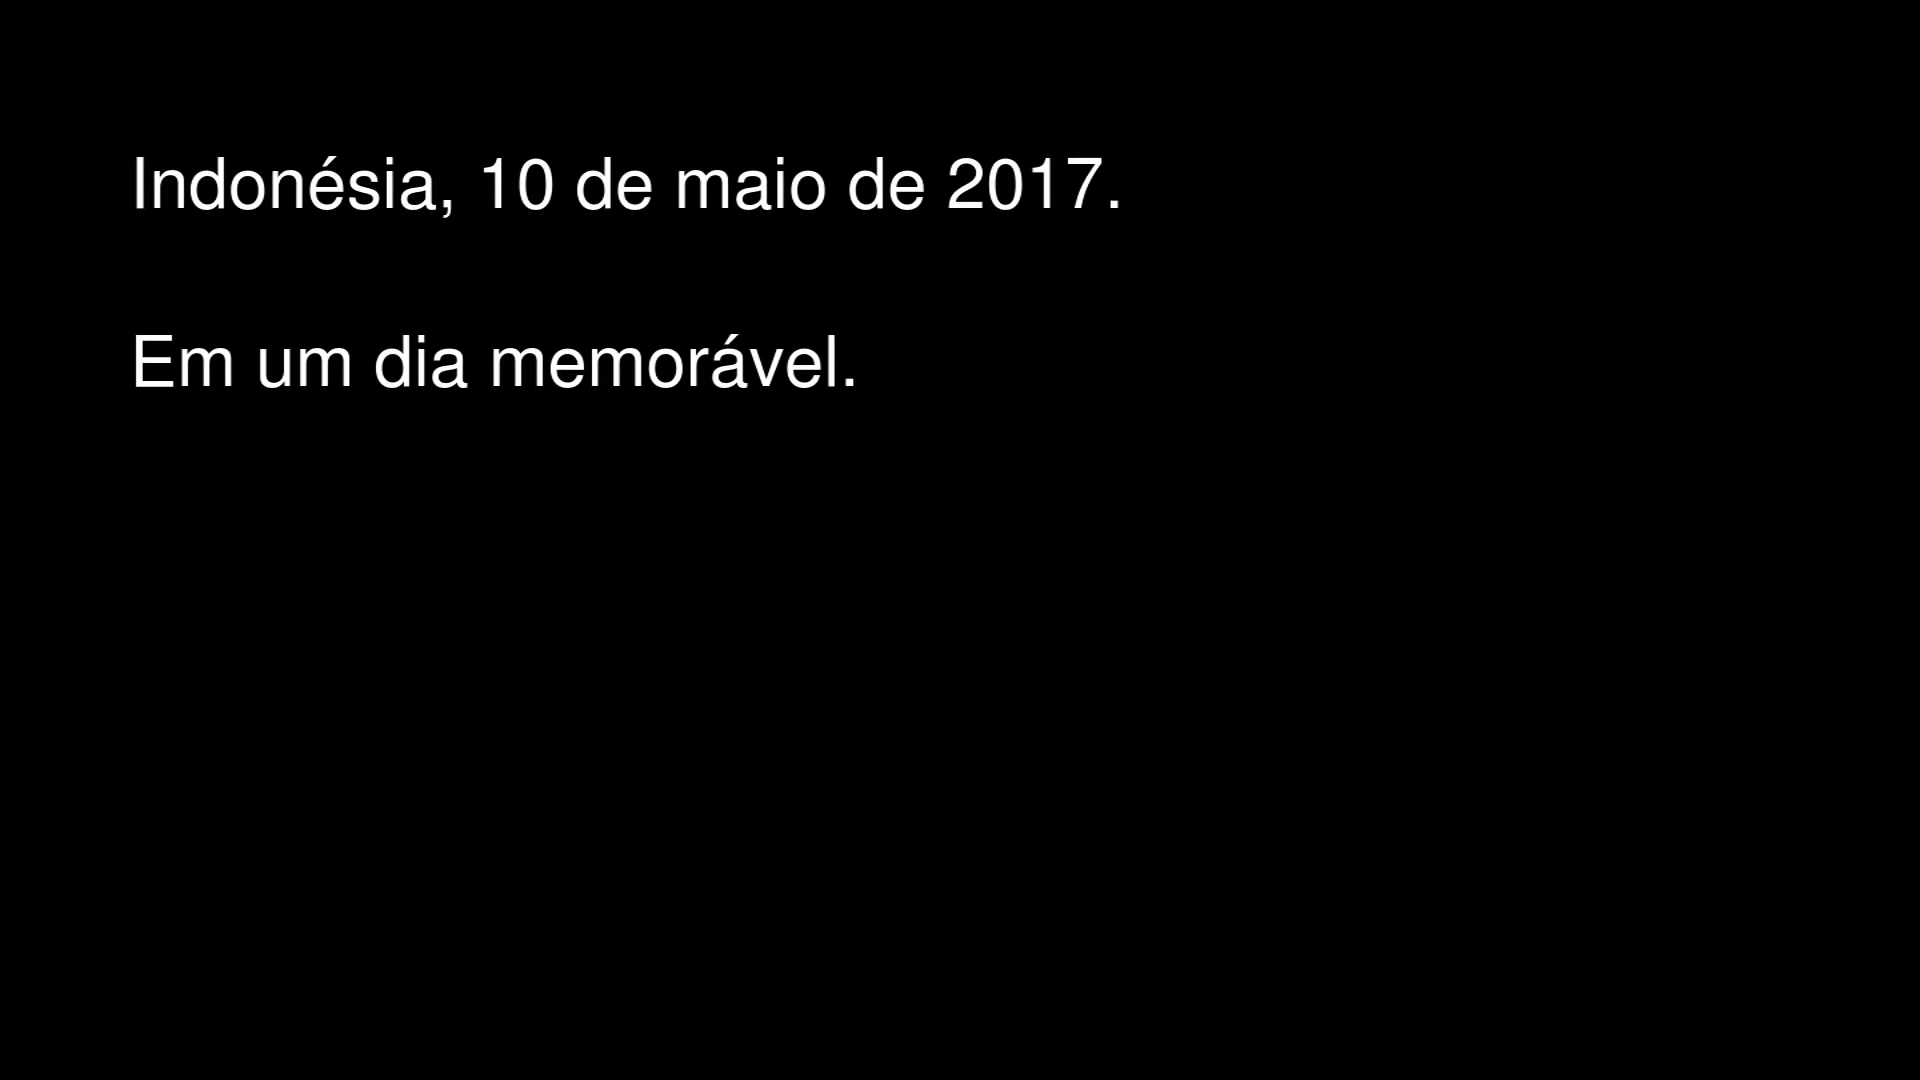 Indonésia, 10 de maio de 2017.
Em um dia memorável.